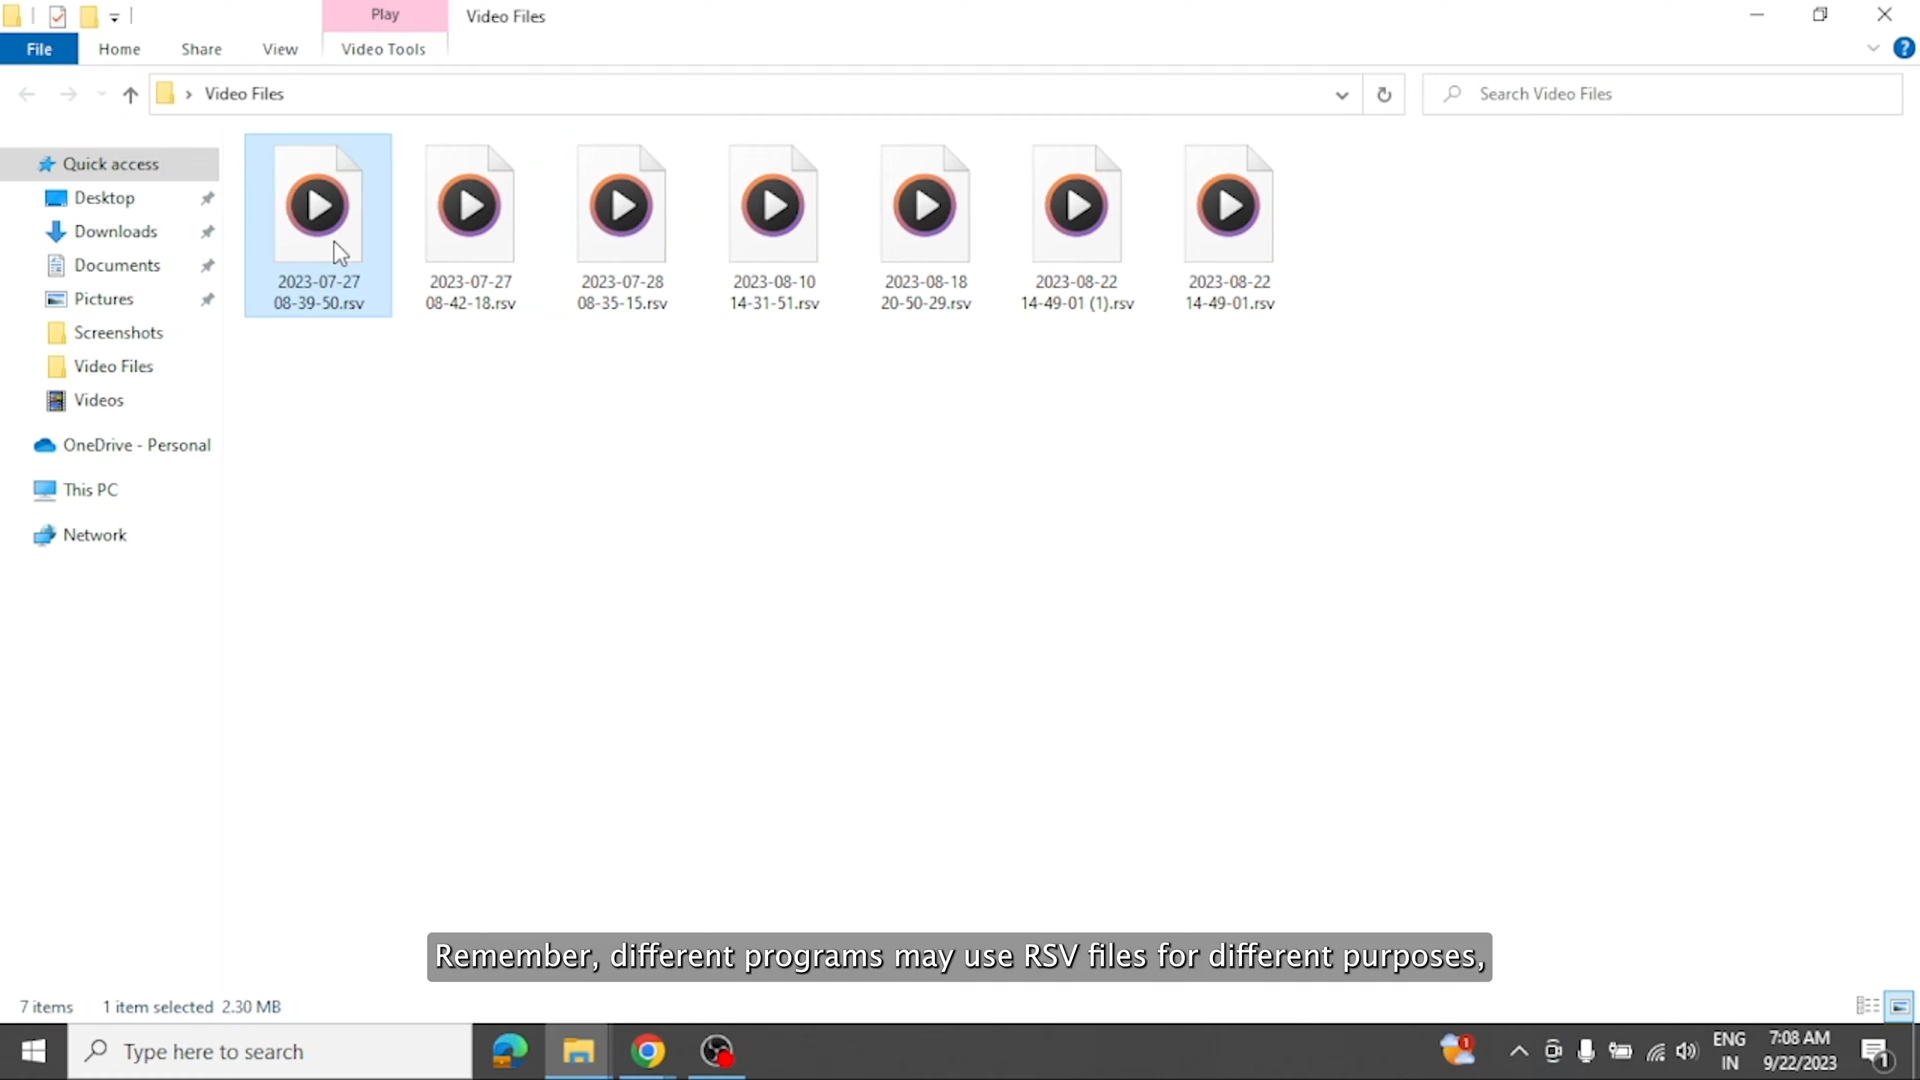 Play
Video Files
File
Home
Share
View
Video Tools
Video Files
Search Video Files
Quick access
Desktop
Downloads
Documents
Pictures
Screenshots
Video Files
Videos
OneDrive - Personal
This PC
Network
2023-07-27
08-39-50.rsv
2023-07-27
08-42-18.rsv
2023-07-28
08-35-15.rsv
2023-08-10
14-31-51.rsv
2023-08-18
20-50-29.rsv
2023-08-22
14-49-01 (1).rsv
2023-08-22
14-49-01.rsv
Remember, different programs may use RSV files for different purposes,
7 items 1 item selected 2.30 MB
Type here to search
1
ENG
IN
7:08 AM
9/22/2023
1